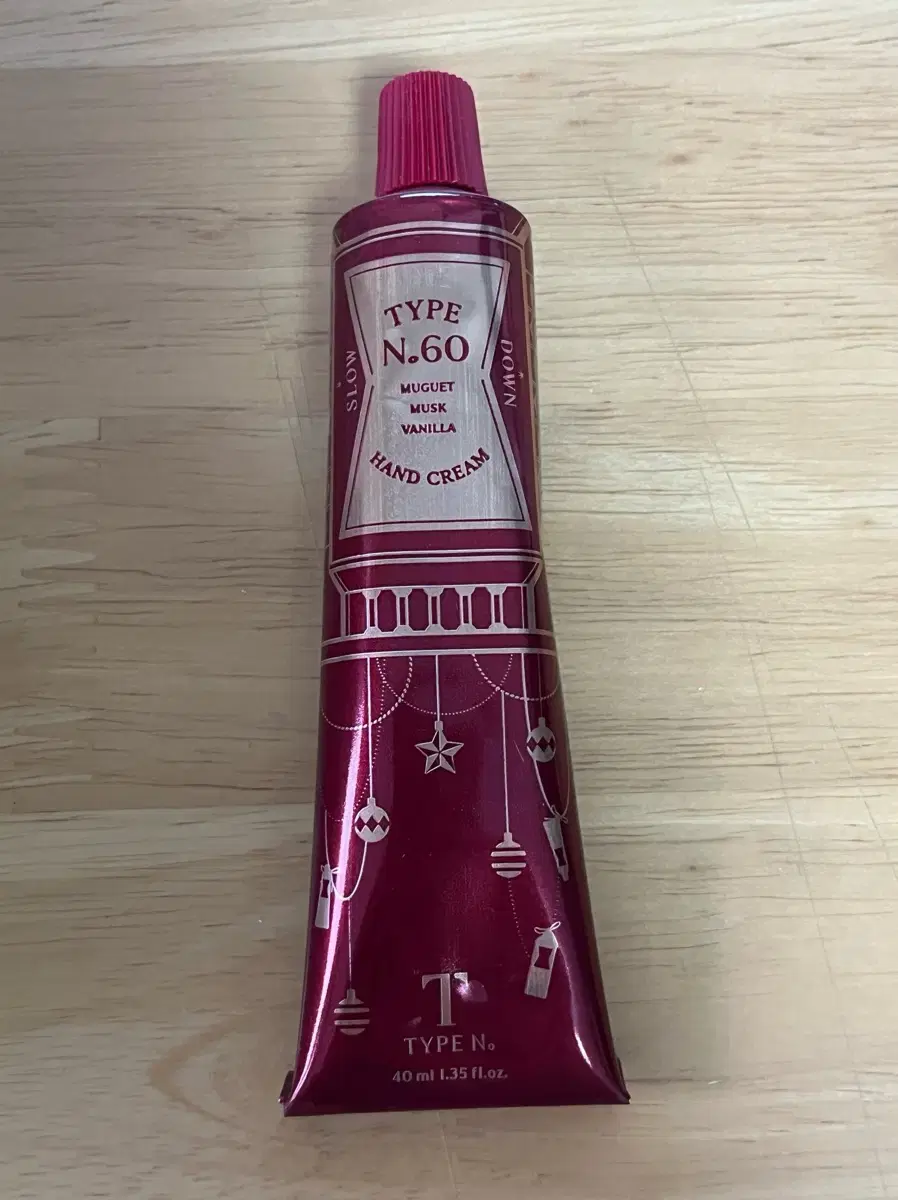 TYPE
N.60
MUGUET
MUSK
VANILLA
HAND CREAM
SLOW
DOWN
T
TYPE N.
40 ml 1.35 fl.oz.